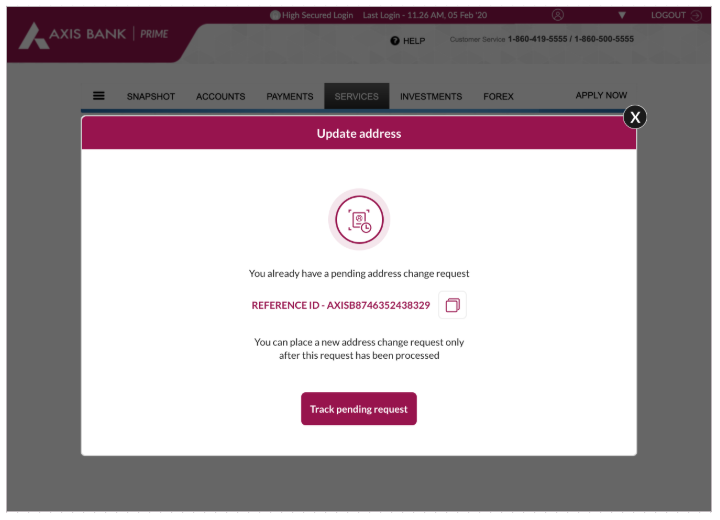 High Secured Login Last Login - 11.26 AM, 05 Feb '20 LOGOUT
AXIS BANK | PRIME
HELP Customer Service 1-860-419-5555 / 1-860-500-5555
SNAPSHOT ACCOUNTS PAYMENTS SERVICES INVESTMENTS FOREX APPLY NOW
X
Update address
You already have a pending address change request
REFERENCE ID - AXISB8746352438329
You can place a new address change request only
after this request has been processed
Track pending request